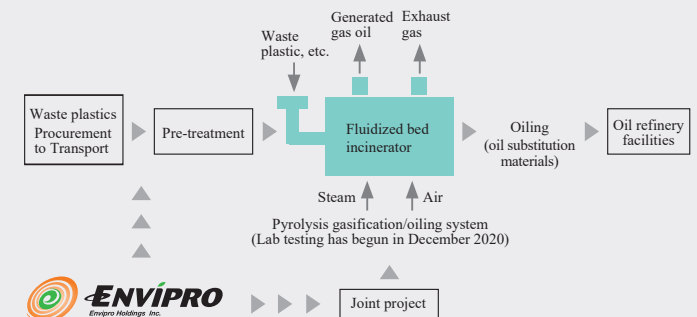 Generated
gas oil
Exhaust
gas
Waste
plastic, etc.
Waste plastics
Procurement
to Transport
Pre-treatment
Fluidized bed
incinerator
Oiling
(oil substitution
materials)
Oil refinery
facilities
Steam
Air
Pyrolysis gasification/oiling system
(Lab testing has begun in December 2020)
e ENVIPRO
Envipro Holdings Inc.
Joint project